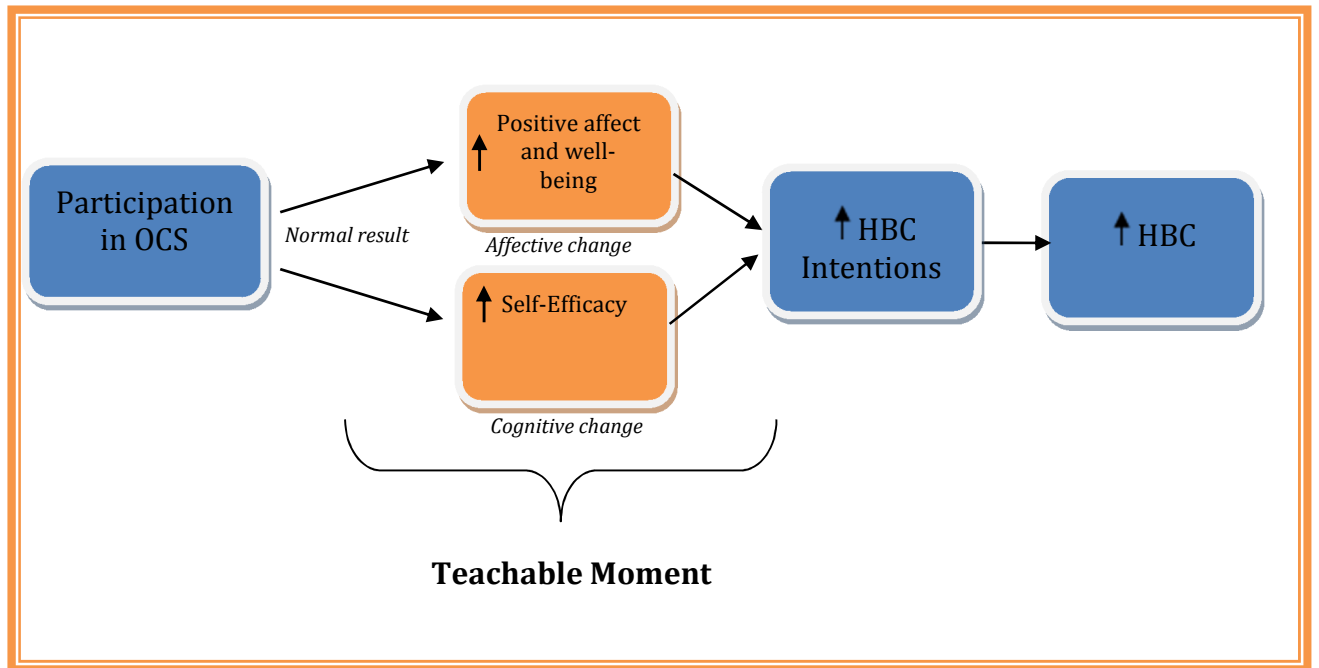 Participation
in OCS
Normal result
↑ Positive affect
and well-
being
Affective change
↑ Self-Efficacy
Cognitive change
↑ HBC
Intentions
↑ HBC
Teachable Moment